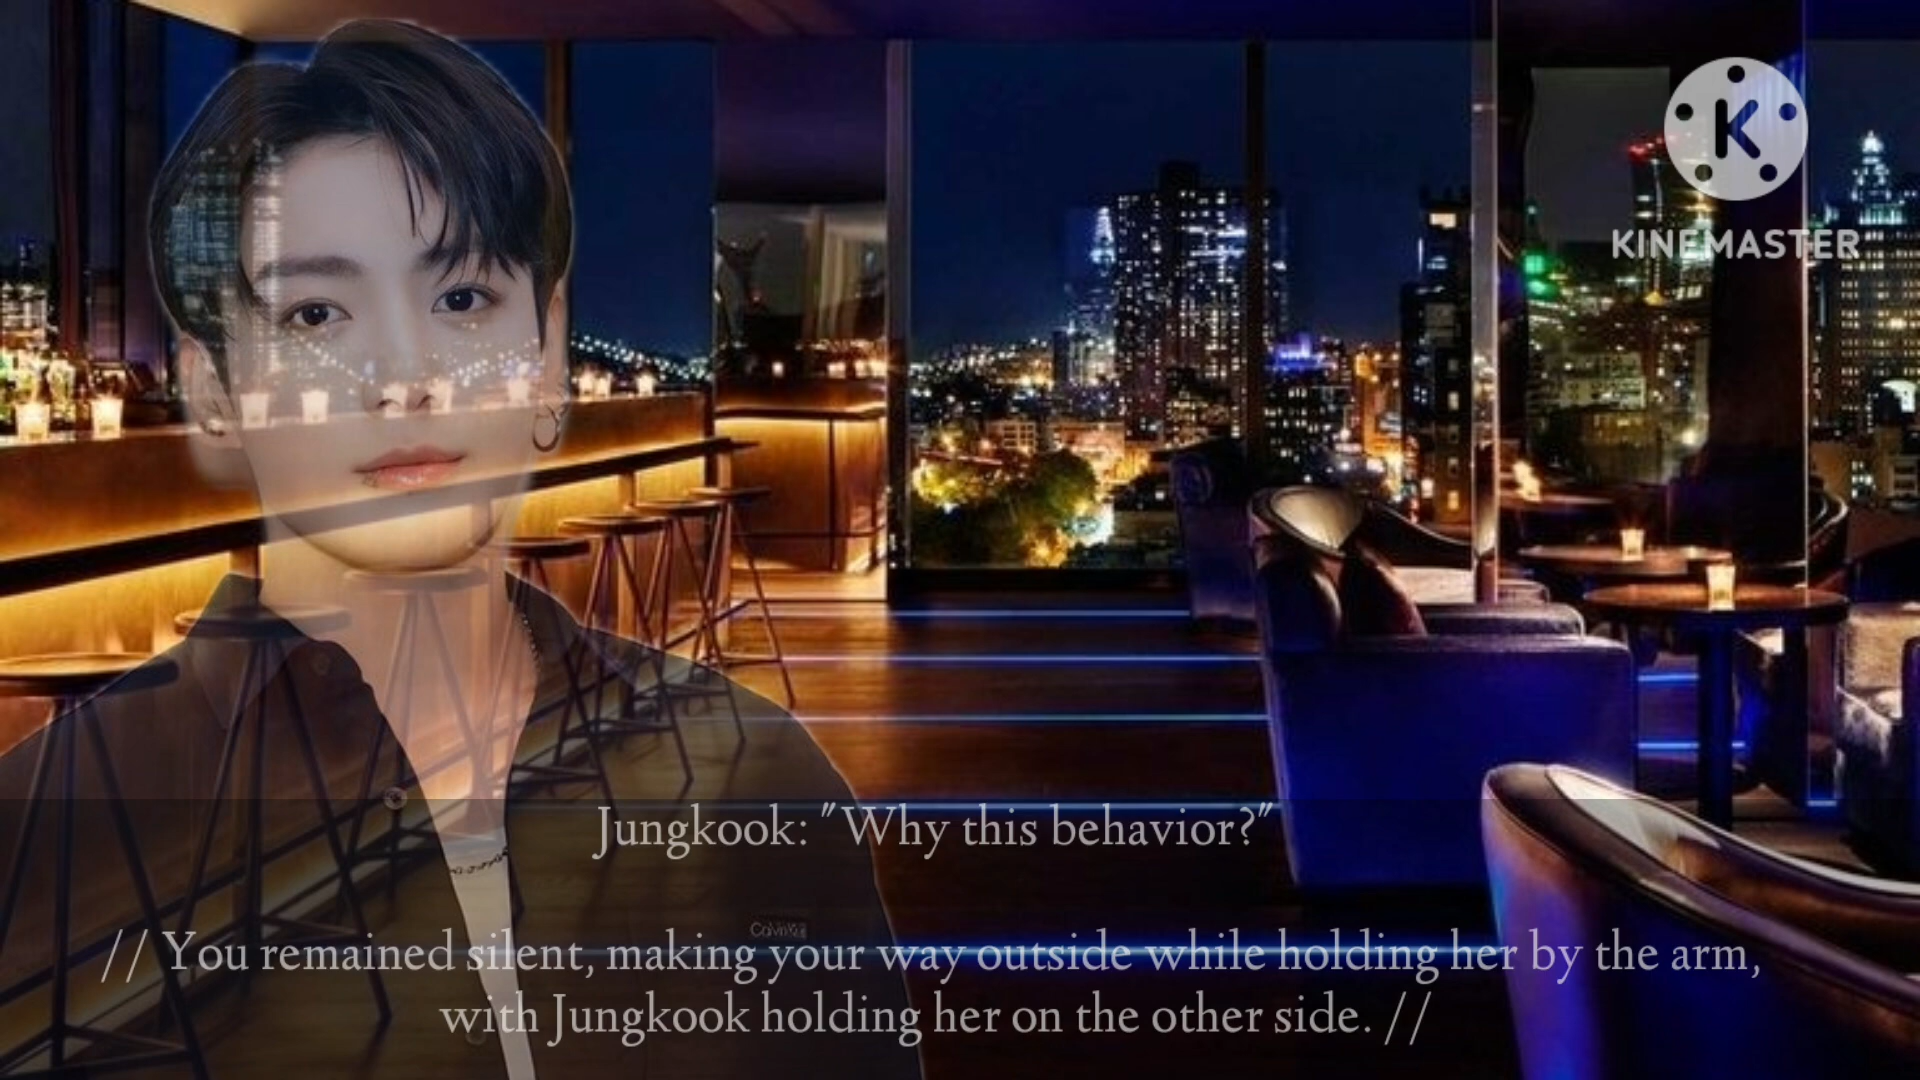 K
KINEMASTER
Jungkook: "Why this behavior?"
// You remained silent, making your way outside while holding her by the arm,
with Jungkook holding her on the other side. //